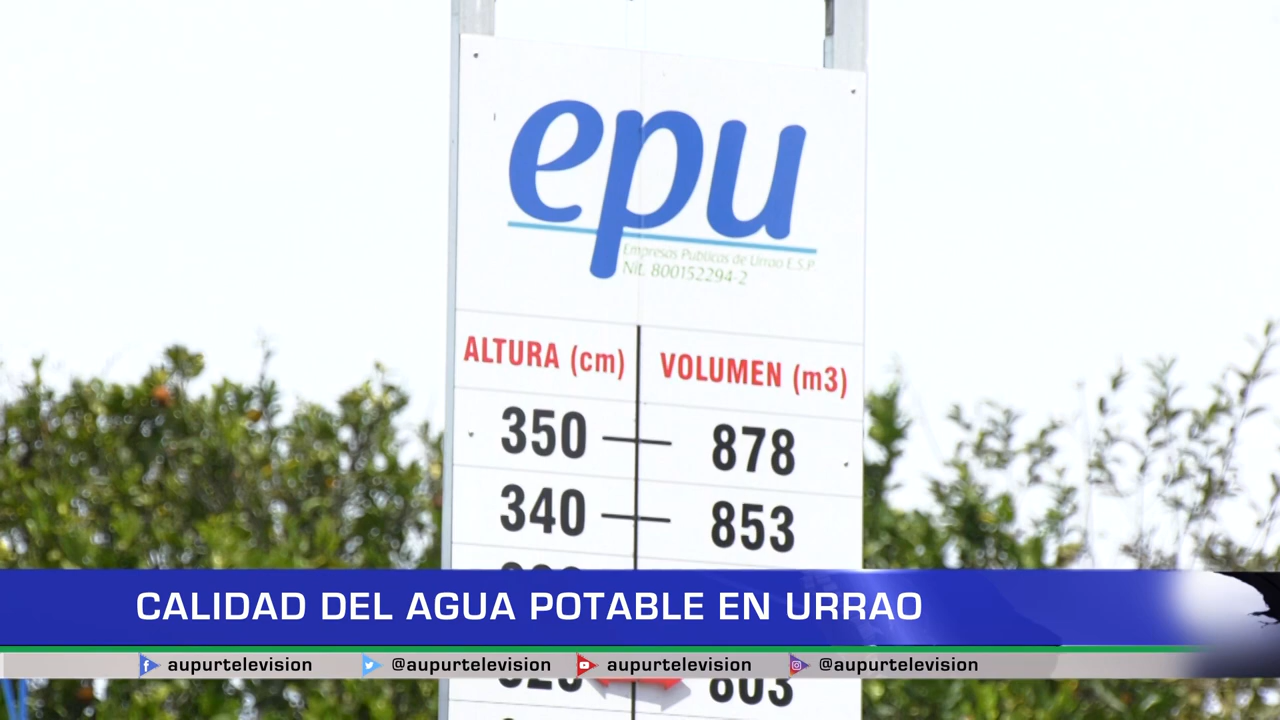 epu
Empresas Publicas de Urrao E.S.P.
Nit. 800152294-2
ALTURA (cm) VOLUMEN (m3)
350 878
340 853
CALIDAD DEL AGUA POTABLE EN URRAO
aupurtelevision @aupurtelevision aupurtelevision @aupurtelevision
803